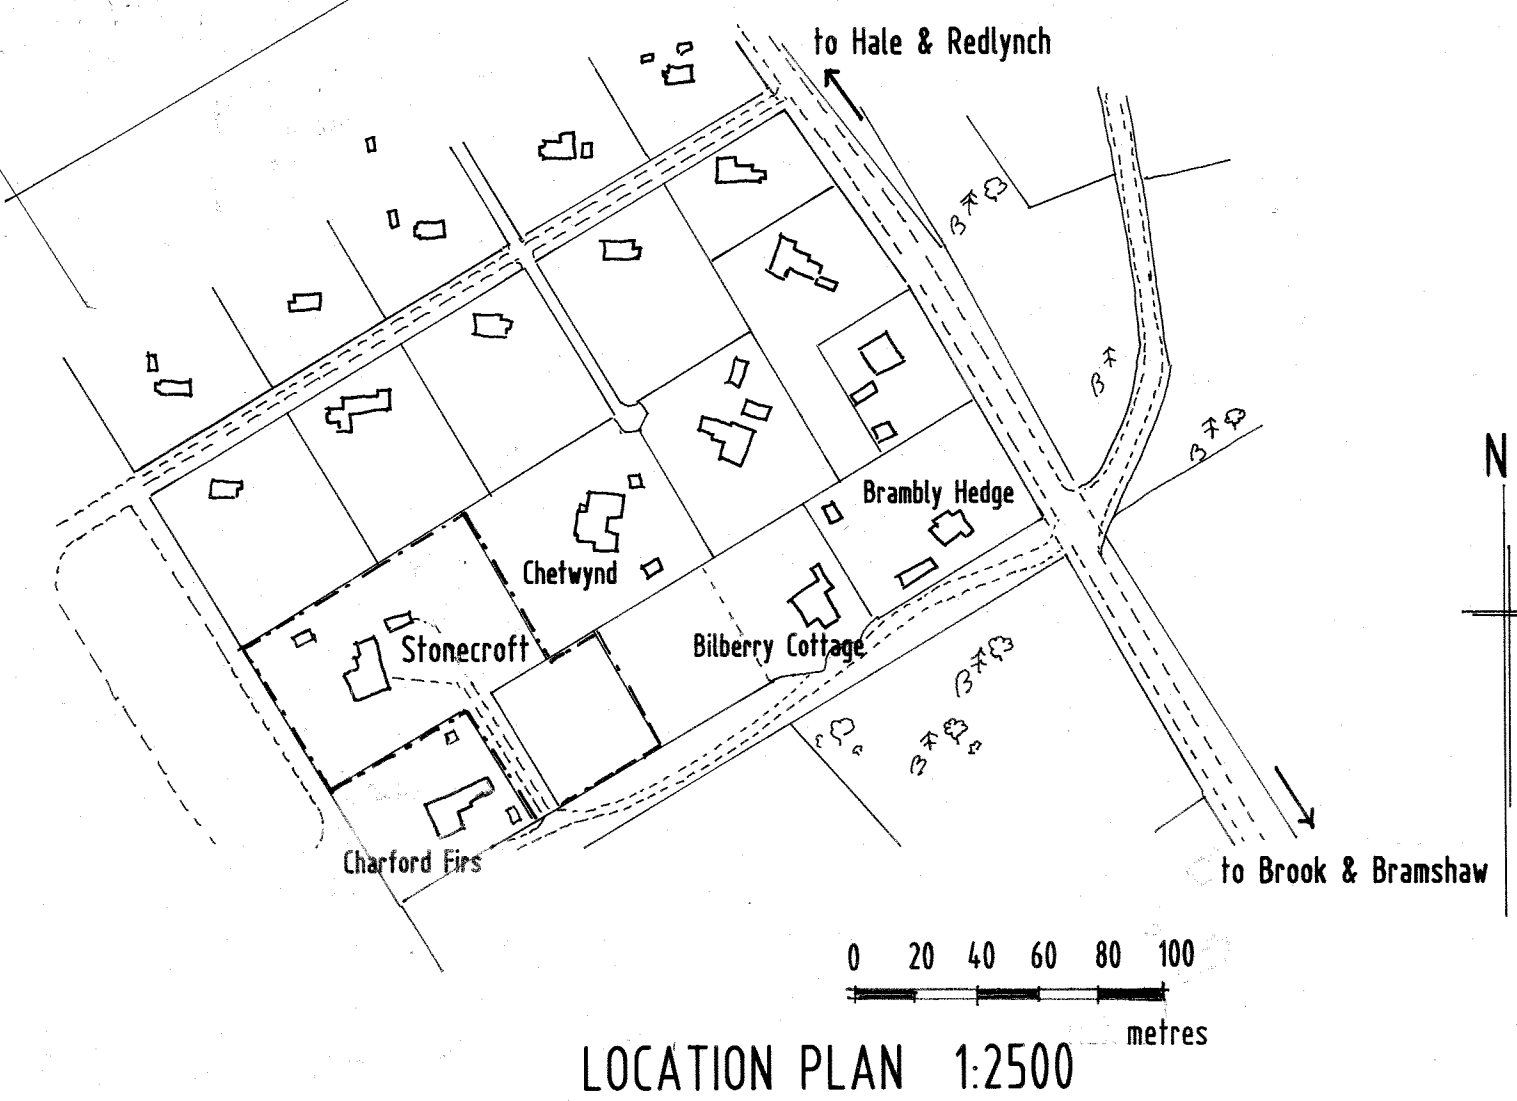 to Hale & Redlynch
N
Brambly Hedge
Chetwynd
Stonecroft
Bilberry Cottage
Charford Firs
to Brook & Bramshaw
0 20 40 60 80 100
metres
LOCATION PLAN 1:2500